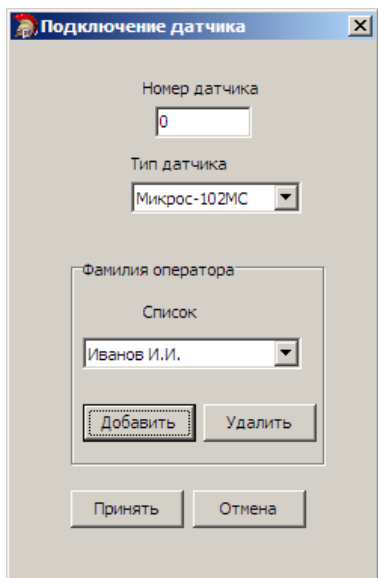 Подключение датчика
Номер датчика
0
Тип датчика
Микрос-102МС
Фамилия оператора
Список
Иванов И.И.
Добавить Удалить
Принять Отмена